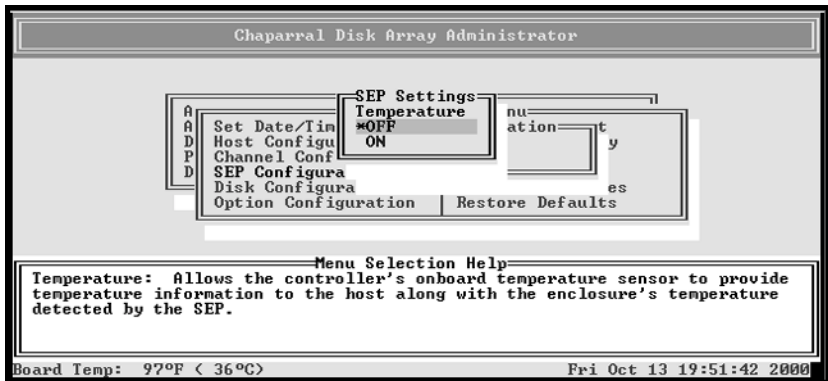 Chaparral Disk Array Administrator
SEP Settings
Temperature
*OFF
ON
A
A
D
P
D
nu
ation
t
Set Date/Tim
Host Configu
y
Channel Conf
SEP Configura
Disk Configura
es
Option Configuration | Restore Defaults
Menu Selection Help
Temperature: Allows the controller's onboard temperature sensor to provide
temperature information to the host along with the enclosure's temperature
detected by the SEP.
Board Temp: 97ºF ( 36ºC) Fri Oct 13 19:51:42 2000